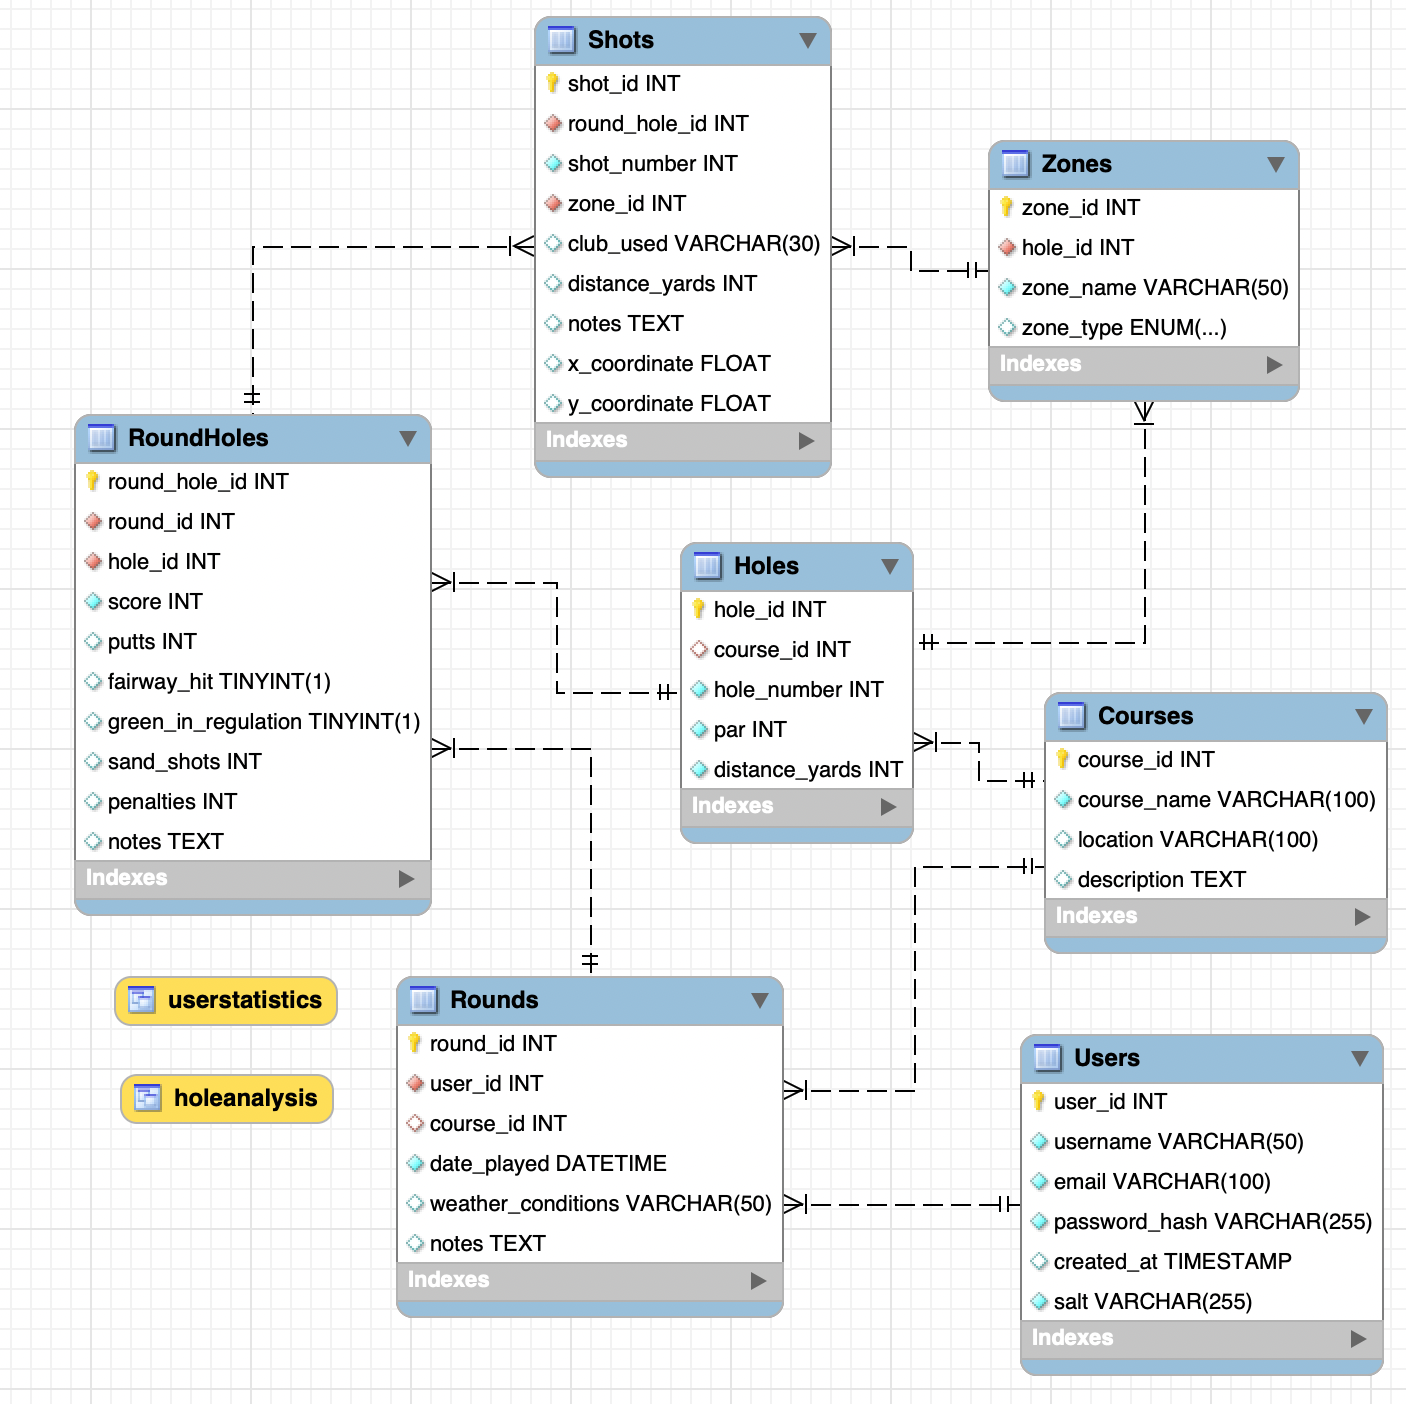 Shots
shot_id INT
round_hole_id INT
shot_number INT
zone_id INT
club_used VARCHAR(30)
distance_yards INT
notes TEXT
x_coordinate FLOAT
y_coordinate FLOAT
Indexes
Zones
zone_id INT
hole_id INT
zone_name VARCHAR(50)
zone_type ENUM(...)
Indexes
RoundHoles
round_hole_id INT
round_id INT
hole_id INT
score INT
putts INT
fairway_hit TINYINT(1)
green_in_regulation TINYINT(1)
sand_shots INT
penalties INT
notes TEXT
Indexes
Holes
hole_id INT
course_id INT
hole_number INT
par INT
distance_yards INT
Indexes
Courses
course_id INT
course_name VARCHAR(100)
location VARCHAR(100)
description TEXT
Indexes
userstatistics
holeanalysis
Rounds
round_id INT
user_id INT
course_id INT
date_played DATETIME
weather_conditions VARCHAR(50)
notes TEXT
Indexes
Users
user_id INT
username VARCHAR(50)
email VARCHAR(100)
password_hash VARCHAR(255)
created_at TIMESTAMP
salt VARCHAR(255)
Indexes